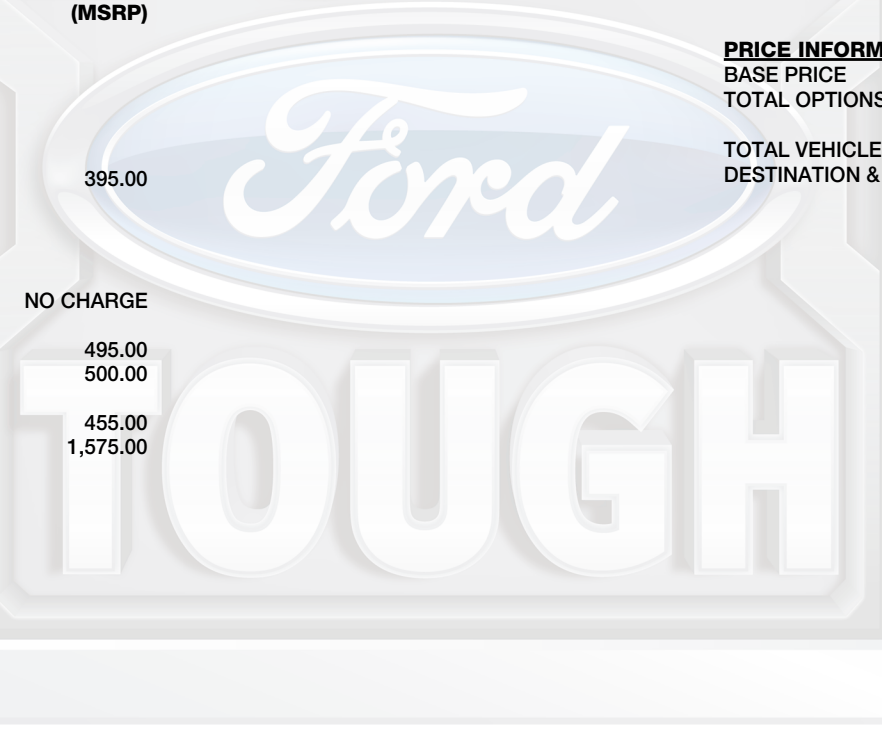 (MSRP)
395.00
NO CHARGE
495.00
500.00
455.00
1,575.00
PRICE INFORM
BASE PRICE
TOTAL OPTIONS
TOTAL VEHICLE
DESTINATION &
Ford
TOUGH